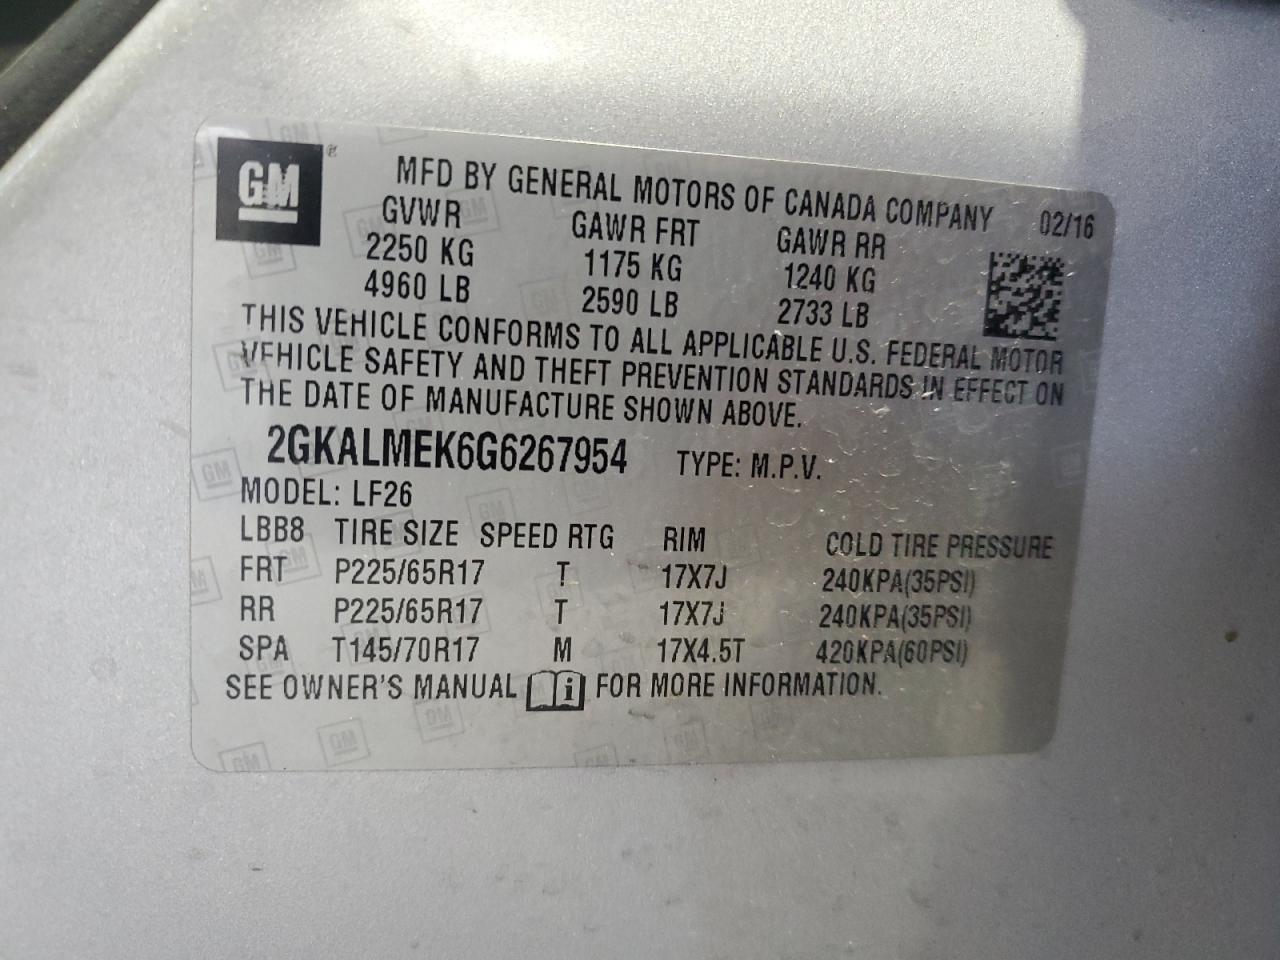 GM ®
MFD BY GENERAL MOTORS OF CANADA COMPANY 02/16
GVWR GAWR FRT GAWR RR
2250 KG 1175 KG 1240 KG
4960 LB 2590 LB 2733 LB
THIS VEHICLE CONFORMS TO ALL APPLICABLE U.S. FEDERAL MOTOR
VEHICLE SAFETY AND THEFT PREVENTION STANDARDS IN EFFECT ON
THE DATE OF MANUFACTURE SHOWN ABOVE.
2GKALMEK6G6267954 TYPE: M.P.V.
MODEL: LF26
LBB8 TIRE SIZE SPEED RTG RIM COLD TIRE PRESSURE
FRT P225/65R17 T 17X7J 240KPA(35PSI)
RR P225/65R17 T 17X7J 240KPA(35PSI)
SPA T145/70R17 M 17X4.5T 420KPA(60PSI)
SEE OWNER'S MANUAL i FOR MORE INFORMATION.